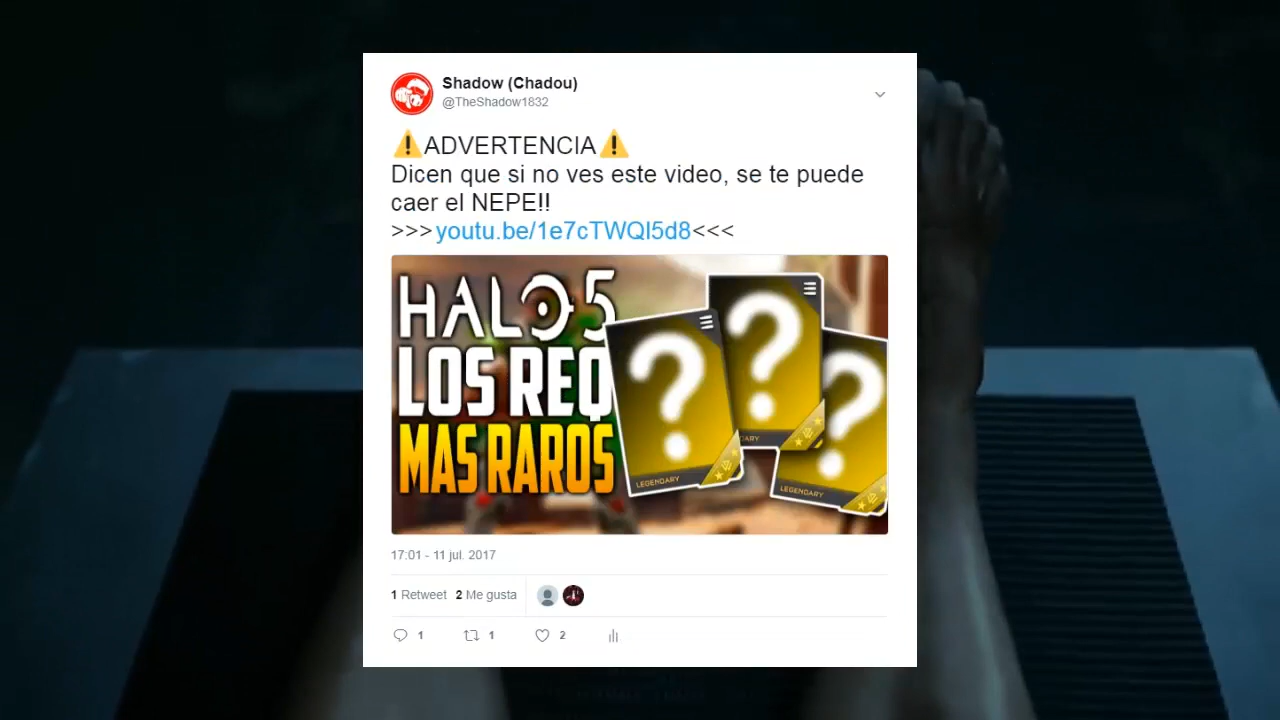 Shadow (Chadou)
@TheShadow1832
⚠ADVERTENCIA⚠
Dicen que si no ves este video, se te puede
caer el NEPE!!
>>>youtu.be/1e7cTWQI5d8<<<
HALO 5
LOS REQ
MAS RAROS
? ? ?
LEGENDARY
LEGENDARY
17:01 - 11 jul. 2017
1 Retweet 2 Me gusta
1 1 2